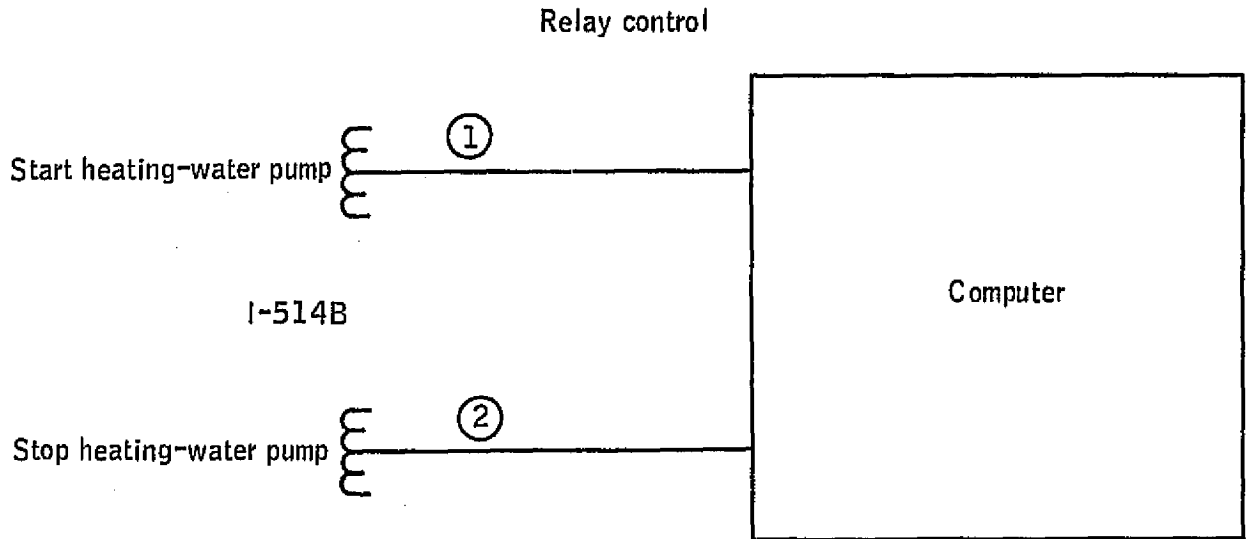 Relay control
①
Start heating-water pump
Computer
I-514B
②
Stop heating-water pump